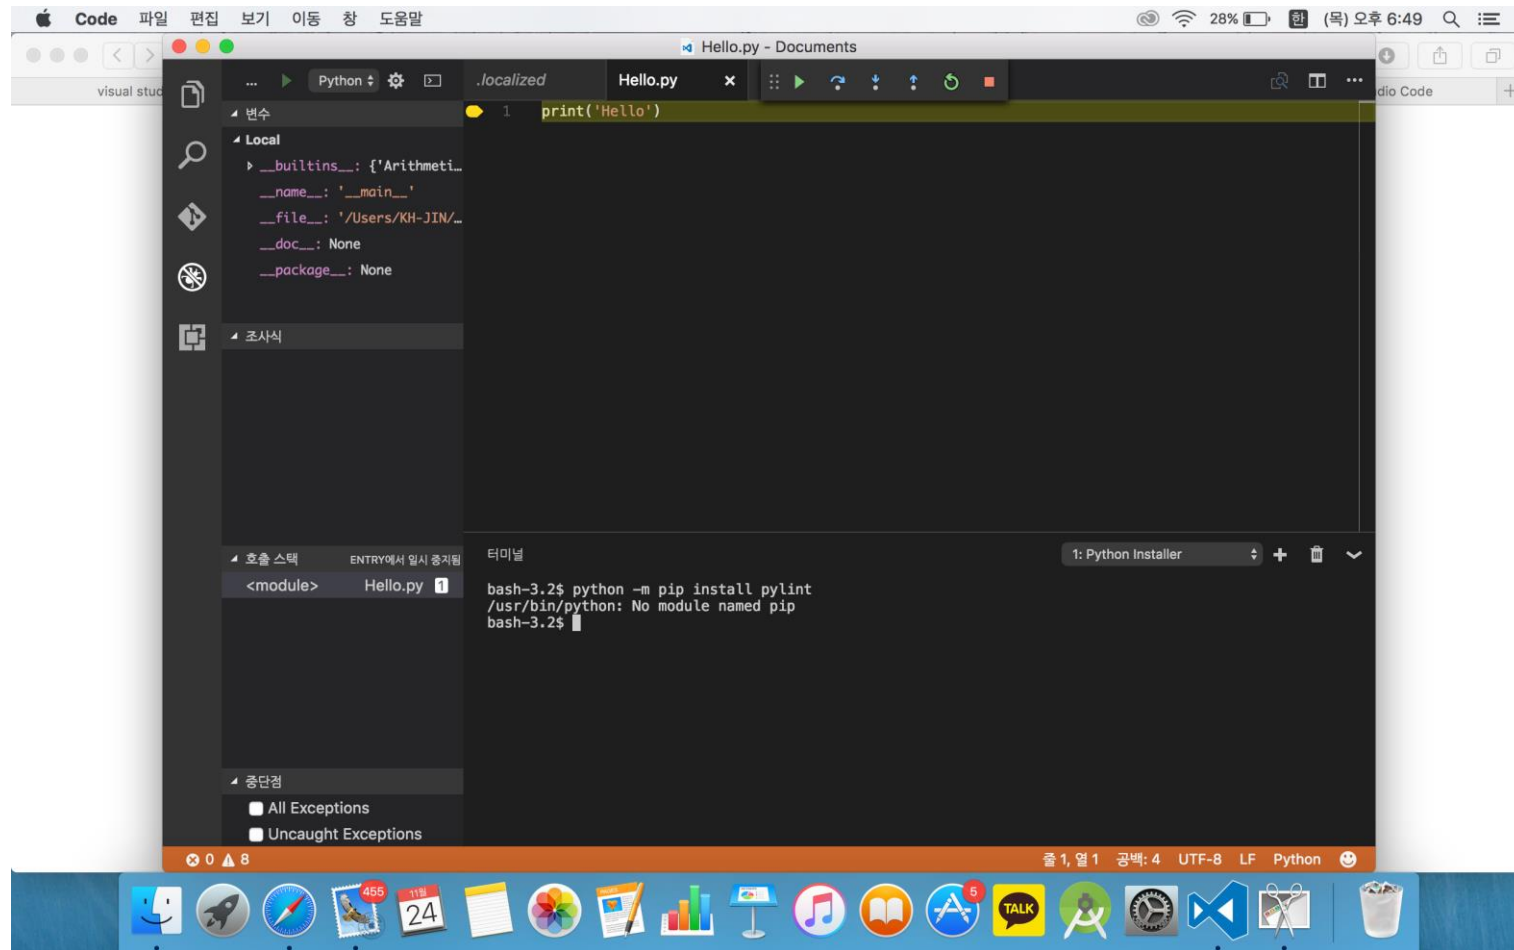 Code 파일 편집 보기 이동 창 도움말 28% 한 (목) 오후 6:49
Hello.py - Documents
visual stud
dio Code
... Python
.localized
Hello.py
변수
1 print('Hello')
Local
__builtins__: {'Arithmeti…
__name__: '__main__'
__file__: '/Users/KH-JIN/…
__doc__: None
__package__: None
조사식
호출 스택 ENTRY에서 일시 중지됨
<module> Hello.py 1
터미널 1: Python Installer
bash-3.2$ python -m pip install pylint
/usr/bin/python: No module named pip
bash-3.2$
중단점
All Exceptions
Uncaught Exceptions
0 8 줄 1, 열 1 공백: 4 UTF-8 LF Python
455
11월
24
5
TALK